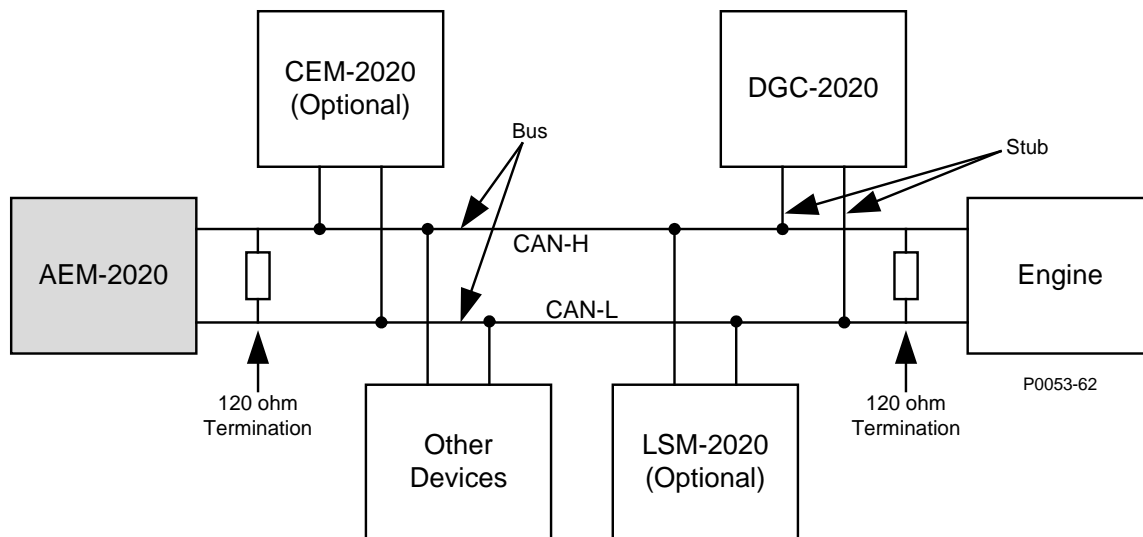 CEM-2020
(Optional)
DGC-2020
Bus
Stub
AEM-2020
CAN-H
Engine
CAN-L
P0053-62
120 ohm
Termination
120 ohm
Termination
Other
Devices
LSM-2020
(Optional)